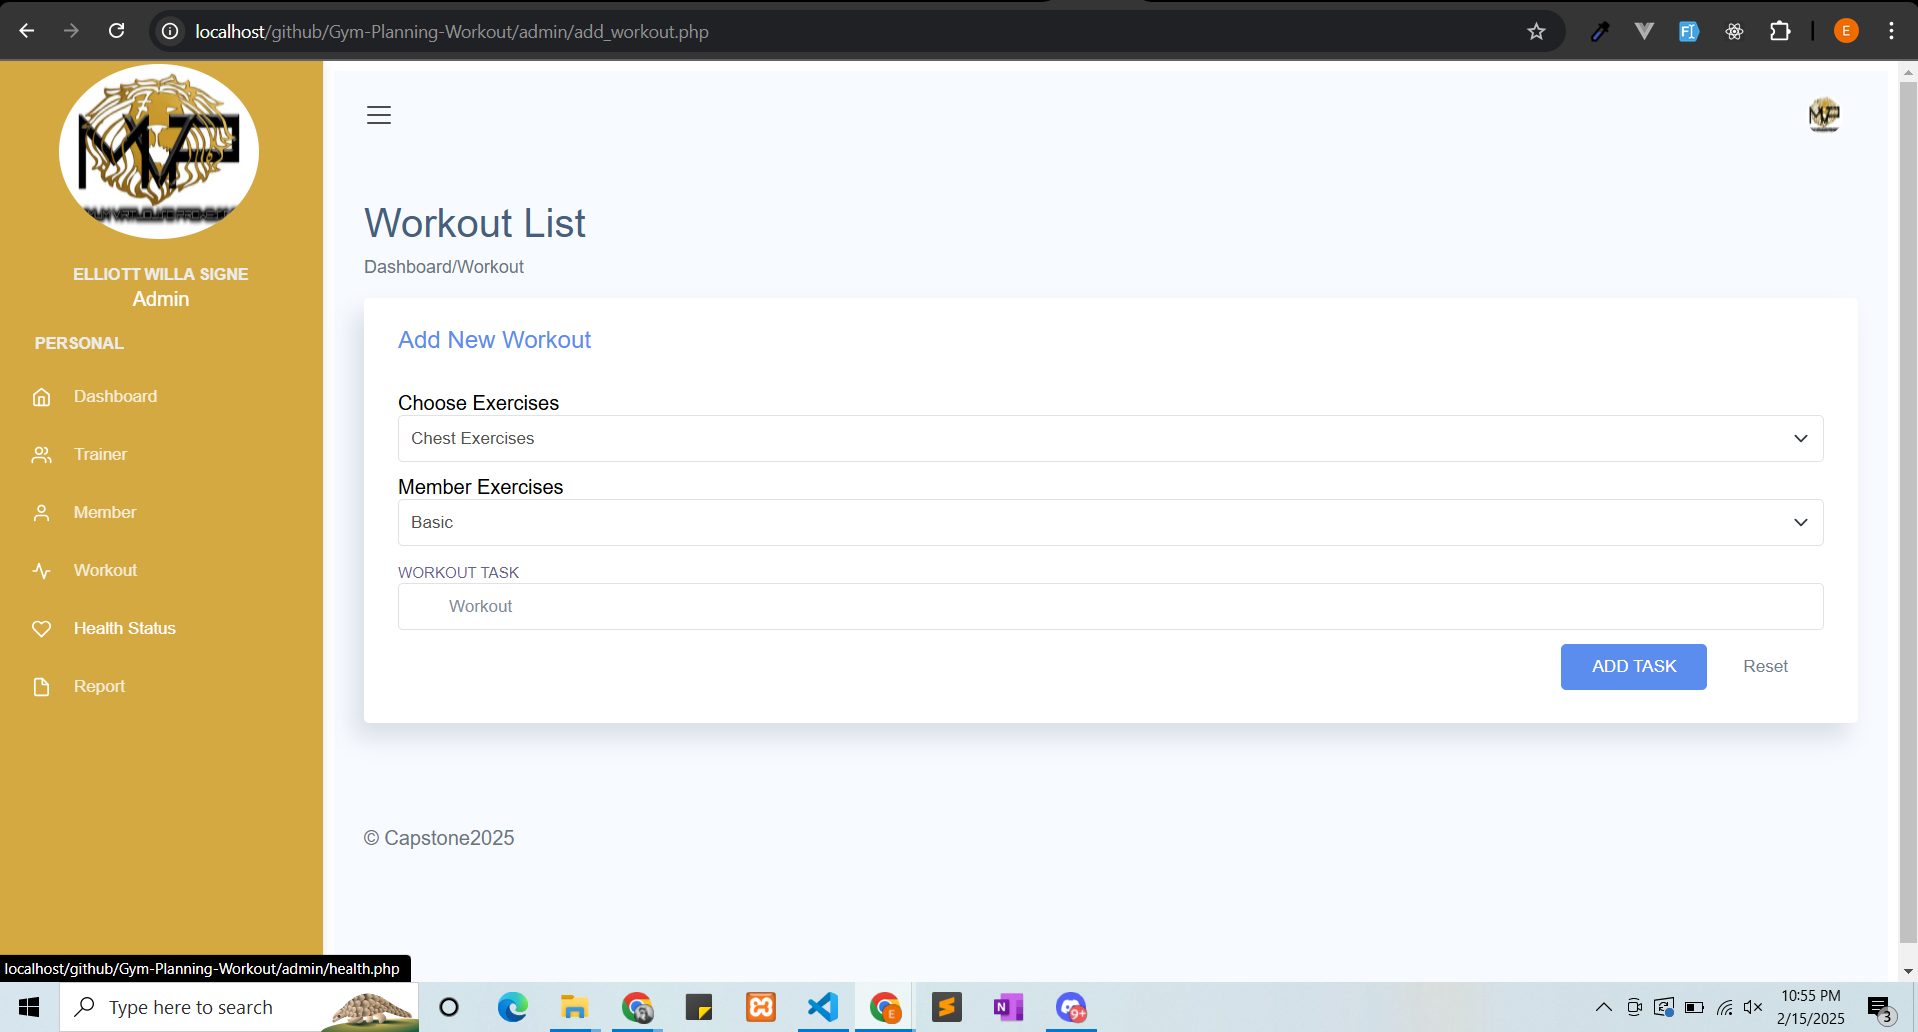 localhost/github/Gym-Planning-Workout/admin/add_workout.php
E
MVP
ELLIOTT WILLA SIGNE
Admin
PERSONAL
Dashboard
Trainer
Member
Workout
Health Status
Report
Workout List
Dashboard/Workout
Add New Workout
Choose Exercises
Chest Exercises
Member Exercises
Basic
WORKOUT TASK
Workout
ADD TASK
Reset
© Capstone2025
localhost/github/Gym-Planning-Workout/admin/health.php
Type here to search
E
N
9+
10:55 PM
2/15/2025
3